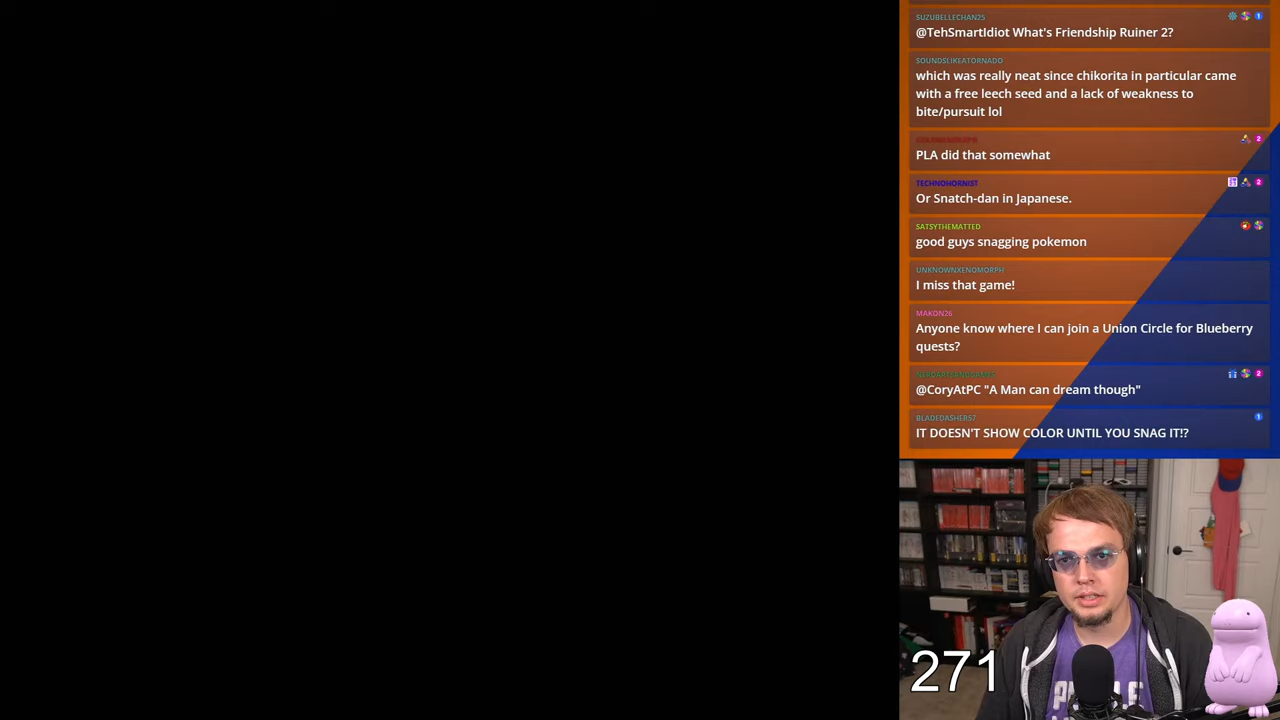 SUZUBELLECHAN25
@TehSmartIdiot What's Friendship Ruiner 2?
SOUNDSLIKEATORNADO
which was really neat since chikorita in particular came
with a free leech seed and a lack of weakness to
bite/pursuit lol
PLA did that somewhat
TECHNOHORNIST
Or Snatch-dan in Japanese.
SATSYTHEMATTED
good guys snagging pokemon
UNKNOWNXENOMORPH
I miss that game!
MAKON26
Anyone know where I can join a Union Circle for Blueberry
quests?
@CoryAtPC "A Man can dream though"
BLADEDASHER57
IT DOESN'T SHOW COLOR UNTIL YOU SNAG IT!?
271